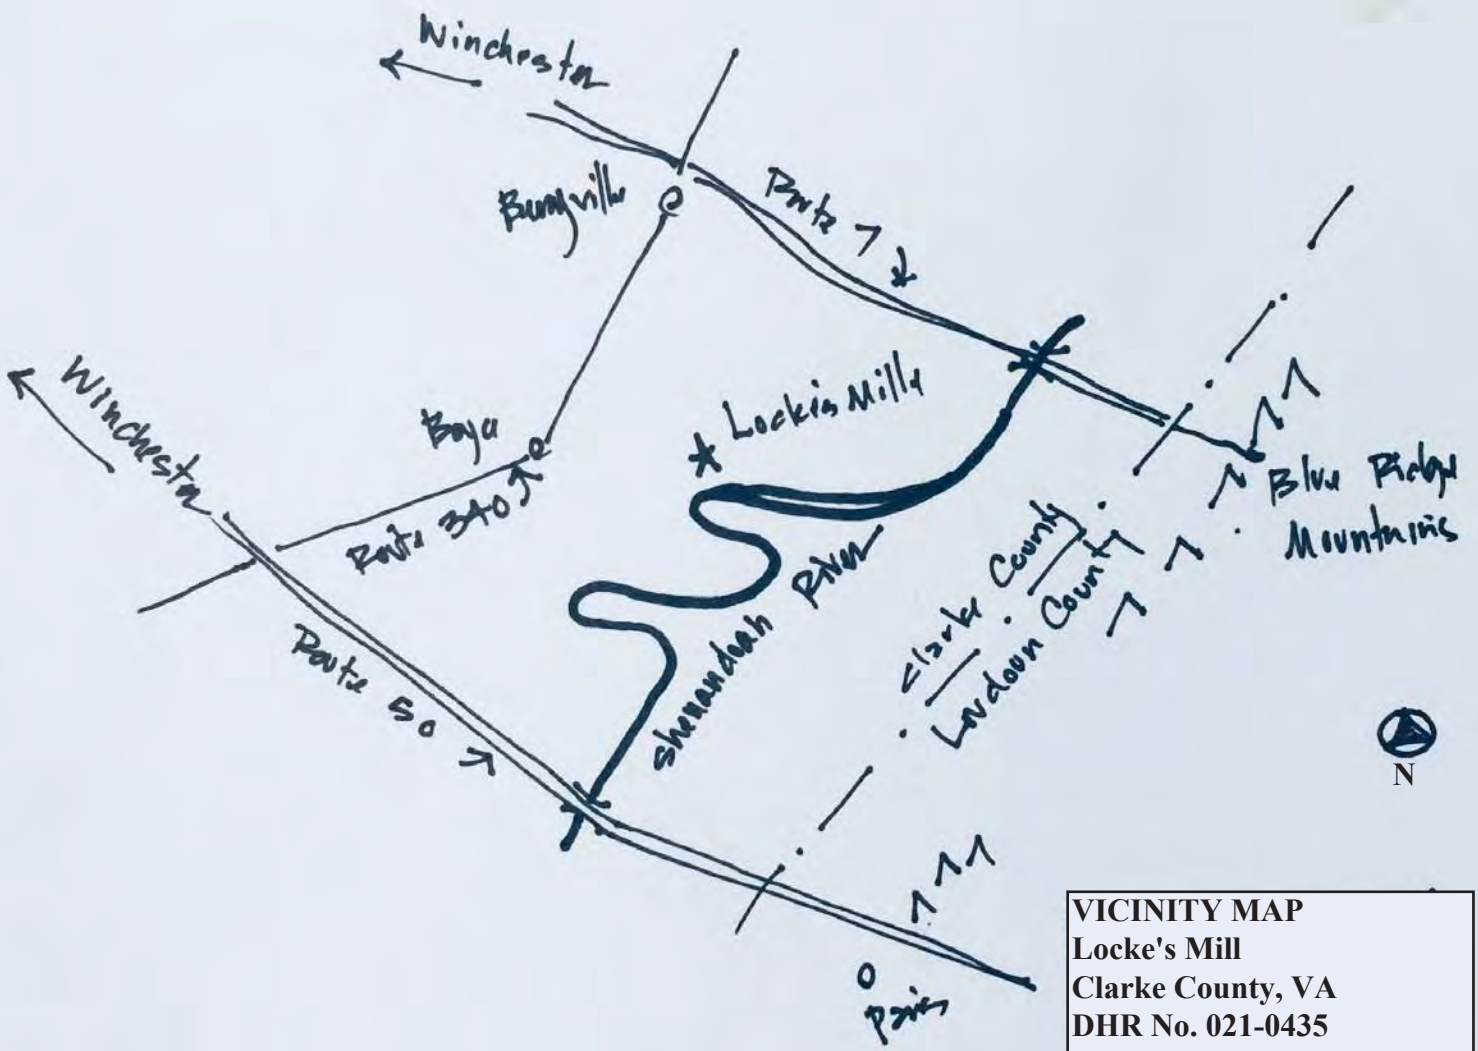 Winchester
Berryville
Route 7
Winchester
Boyce
Route 340
Locke's Mill
Shenandoah River
Clarke County
Loudoun County
Blue Ridge
Mountains
Route 50
N
Paris
VICINITY MAP
Locke's Mill
Clarke County, VA
DHR No. 021-0435